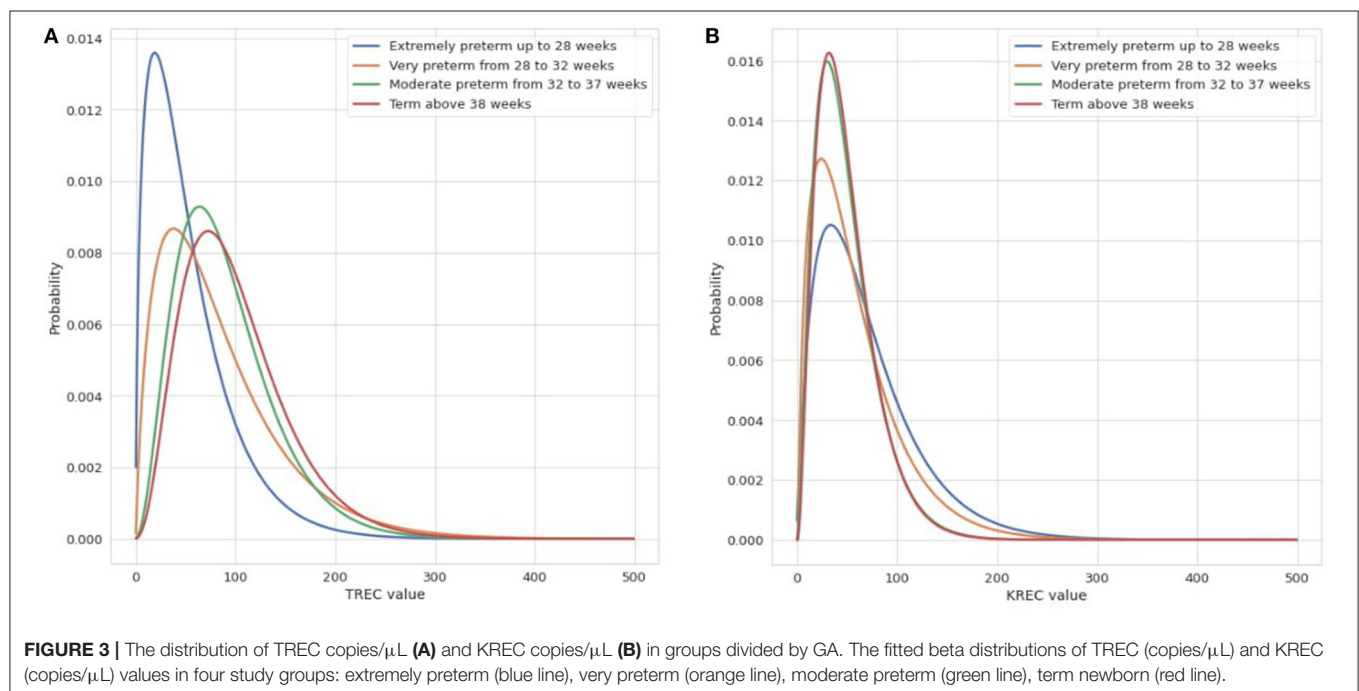 A
0.014
0.012
0.010
0.008
0.006
0.004
0.002
0.000
Probability
0 100 200 300 400 500
TREC value
Extremely preterm up to 28 weeks
Very preterm from 28 to 32 weeks
Moderate preterm from 32 to 37 weeks
Term above 38 weeks
B
0.016
0.014
0.012
0.010
0.008
0.006
0.004
0.002
0.000
Probability
0 100 200 300 400 500
KREC value
Extremely preterm up to 28 weeks
Very preterm from 28 to 32 weeks
Moderate preterm from 32 to 37 weeks
Term above 38 weeks
FIGURE 3 | The distribution of TREC copies/μL (A) and KREC copies/μL (B) in groups divided by GA. The fitted beta distributions of TREC (copies/μL) and KREC
(copies/μL) values in four study groups: extremely preterm (blue line), very preterm (orange line), moderate preterm (green line), term newborn (red line).